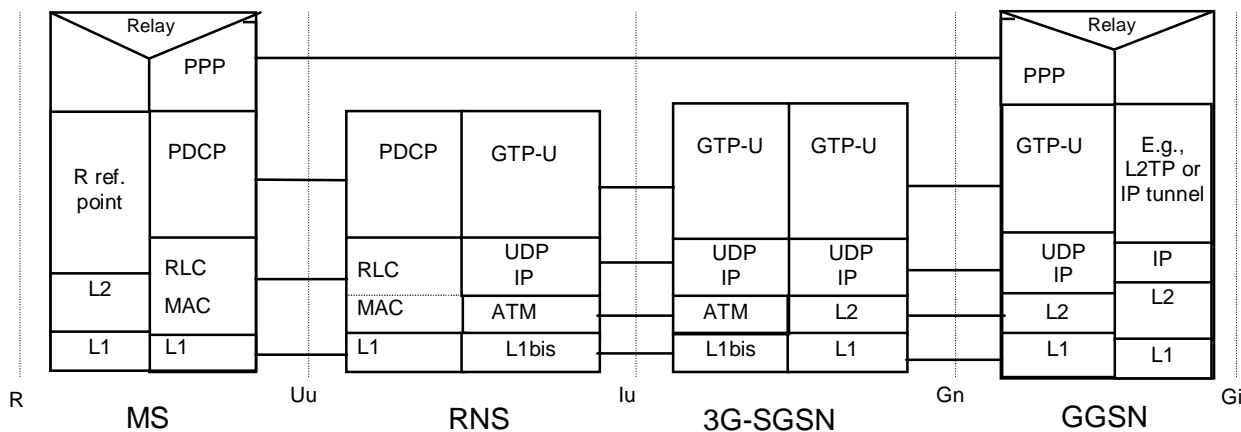 Relay
PPP
R ref.
point
PDCP
RLC
L2
MAC
L1
L1
PDCP
GTP-U
RLC
UDP
IP
MAC
ATM
L1
L1bis
GTP-U
GTP-U
UDP
IP
UDP
IP
ATM
L2
L1bis
L1
Relay
PPP
GTP-U
E.g.,
L2TP or
IP tunnel
UDP
IP
IP
L2
L2
L1
L1
R
Uu
Iu
Gn
Gi
MS
RNS
3G-SGSN
GGSN